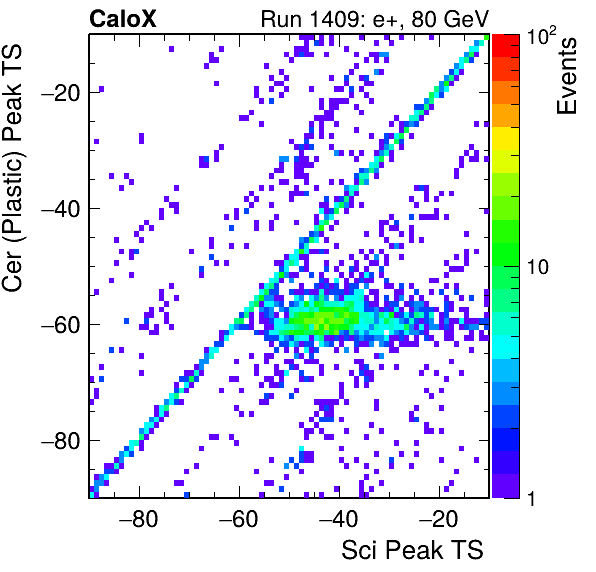 CaloX Run 1409: e+, 80 GeV
Cer (Plastic) Peak TS
−20
−40
−60
−80
−80 −60 −40 −20
Sci Peak TS
10²
10
1
Events